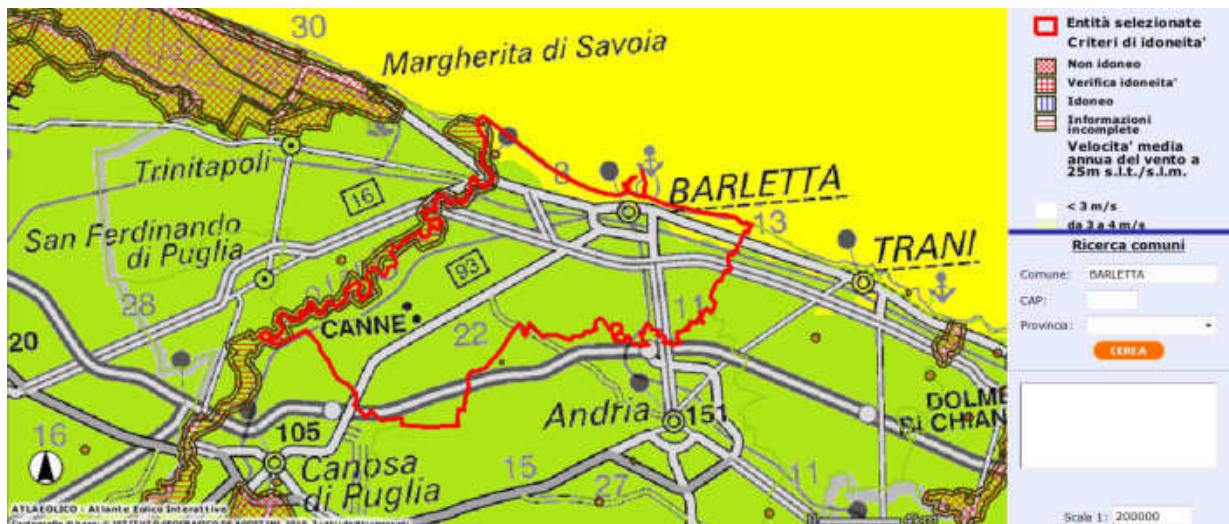 30
Margherita di Savoia
Trinitapoli
16
San Ferdinando
di Puglia
28
20
CANNE
93
22
8
BARLETTA
13
TRANI
11
105
Canosa
di Puglia
16
15
27
Andria
151
11
DOLME
DI CHIAN
ATLAEOLICO - Atlante Eolico Interattivo
Entità selezionate
Criteri di idoneita'
Non idoneo
Verifica idoneita'
Idoneo
Informazioni
incomplete
Velocita' media
annua del vento a
25m s.l.t./s.l.m.
< 3 m/s
da 3 a 4 m/s
Ricerca comuni
Comune: BARLETTA
CAP:
Provincia:
CERCA
Scala 1: 200000